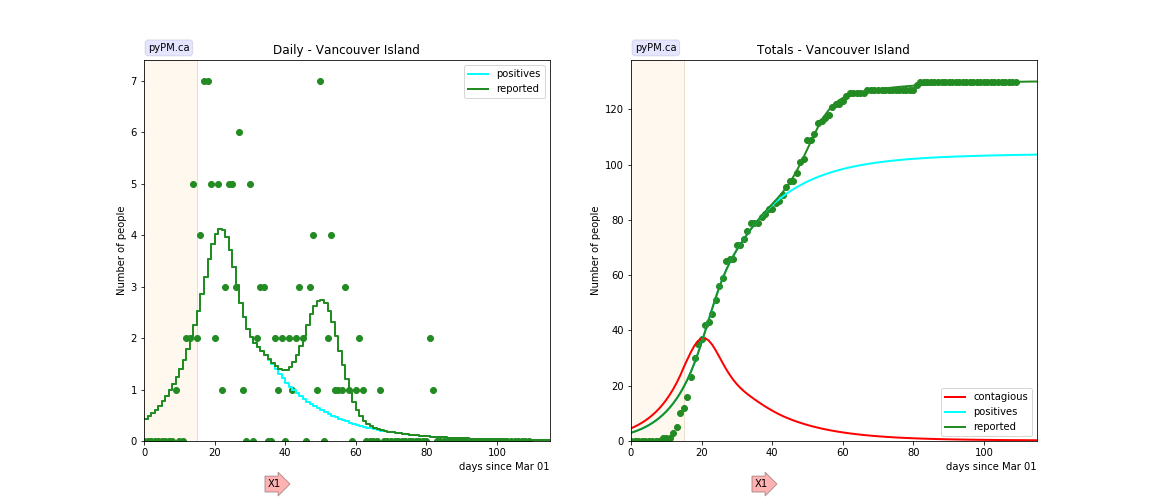 pyPM.ca
Daily - Vancouver Island
positives
reported
Number of people
7
6
5
4
3
2
1
0
0 20 40 60 80 100
days since Mar 01
X1
pyPM.ca
Totals - Vancouver Island
Number of people
120
100
80
60
40
20
0
contagious
positives
reported
0 20 40 60 80 100
days since Mar 01
X1